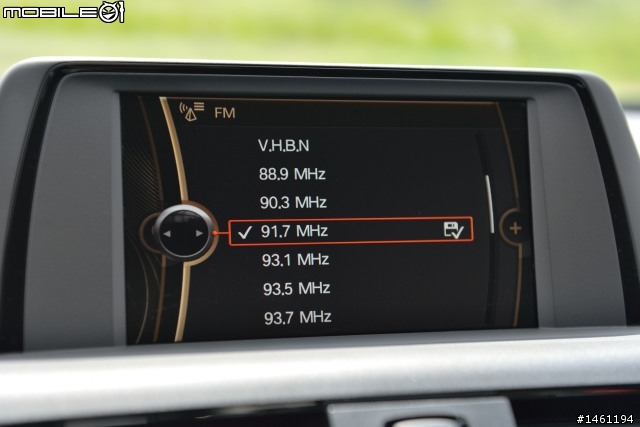 MOBILE01
FM
V.H.B.N
88.9 MHz
90.3 MHz
91.7 MHz
93.1 MHz
93.5 MHz
93.7 MHz
#1461194